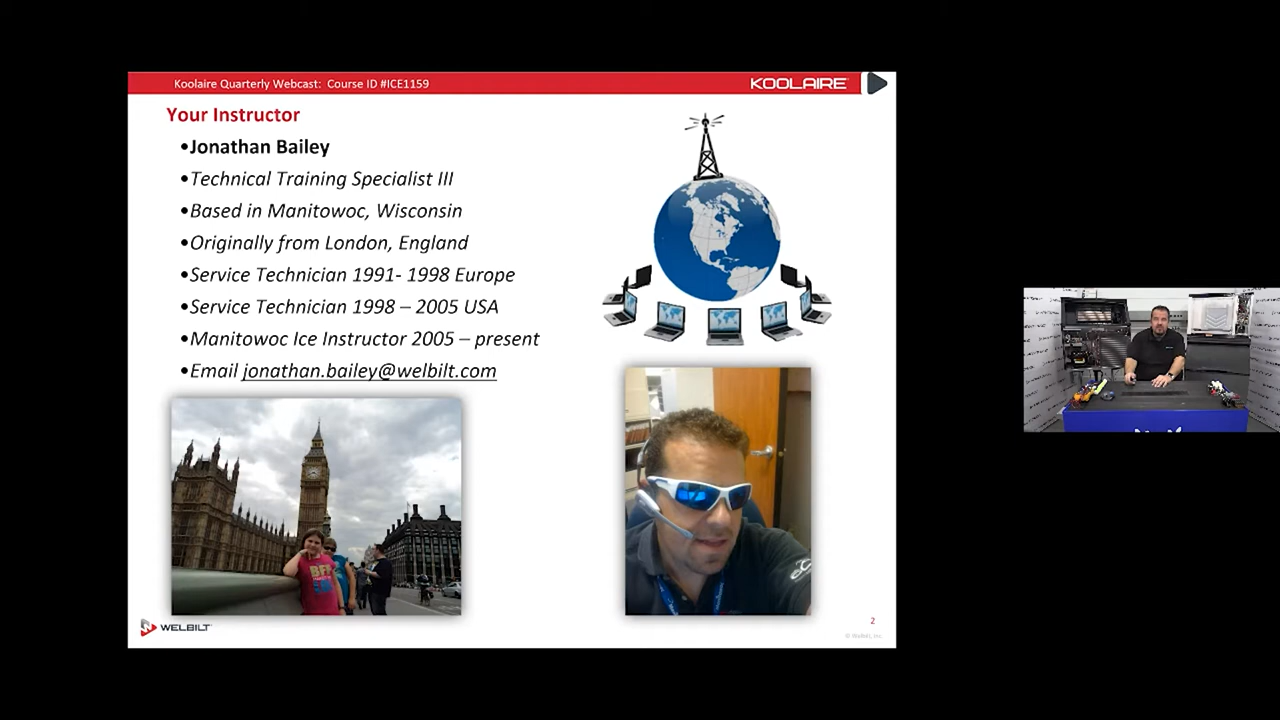 Koolaire Quarterly Webcast: Course ID #ICE1159
KOOLAIRE
Your Instructor
•Jonathan Bailey
•Technical Training Specialist III
•Based in Manitowoc, Wisconsin
•Originally from London, England
•Service Technician 1991- 1998 Europe
•Service Technician 1998 – 2005 USA
•Manitowoc Ice Instructor 2005 – present
•Email jonathan.bailey@welbilt.com
WELBILT
2
© Welbilt, Inc.